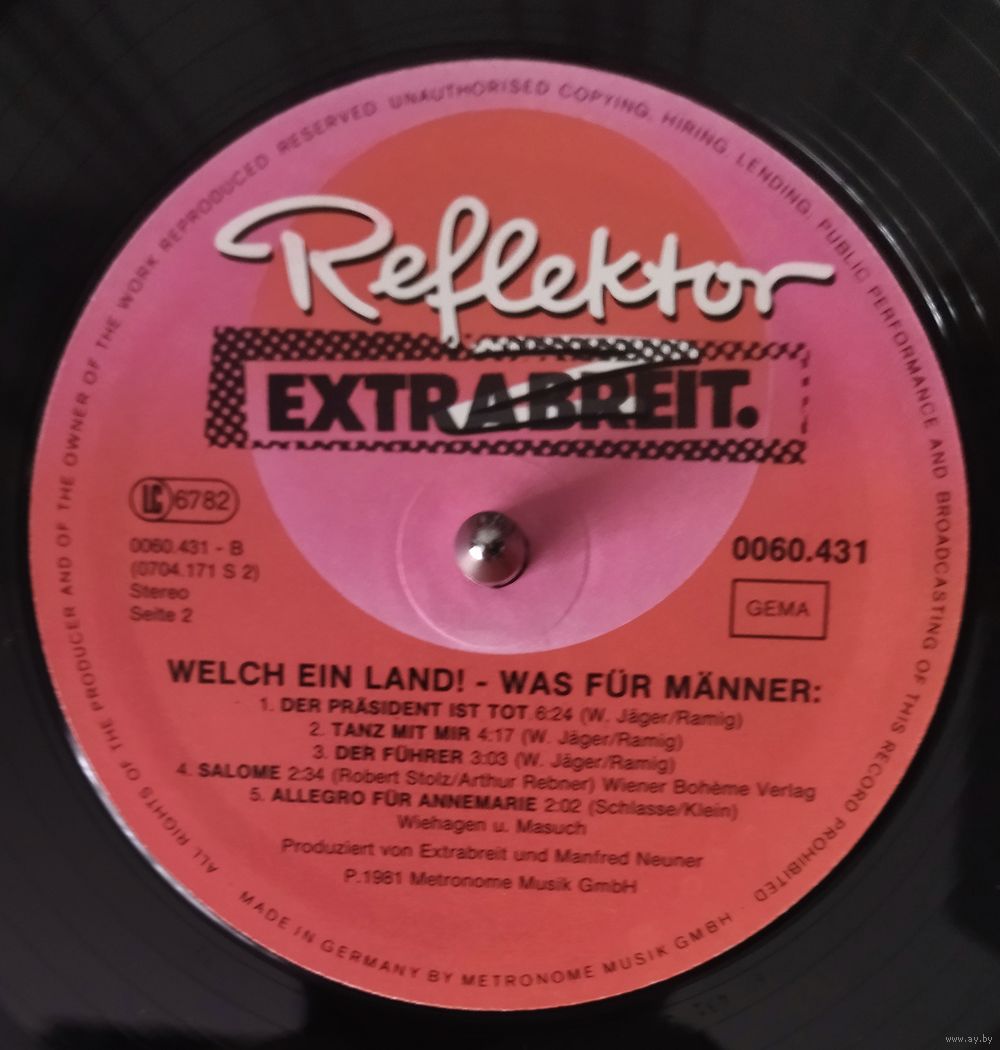 ALL RIGHTS OF THE PRODUCER AND OF THE OWNER OF THE WORK REPRODUCED RESERVED UNAUTHORISED COPYING, HIRING LENDING, PUBLIC PERFORMANCE AND BROADCASTING OF THIS RECORD PROHIBITED ·
Reflektor
EXTRABREIT.
LC 6782
0060.431 - B
(0704.171 S 2)
Stereo
Seite 2
0060.431
GEMA
WELCH EIN LAND! - WAS FÜR MÄNNER:
1. DER PRÄSIDENT IST TOT 6:24 (W. Jäger/Ramig)
2. TANZ MIT MIR 4:17 (W. Jäger/Ramig)
3. DER FÜHRER 3:03 (W. Jäger/Ramig)
4. SALOME 2:34 (Robert Stolz/Arthur Rebner) Wiener Bohème Verlag
5. ALLEGRO FÜR ANNEMARIE 2:02 (Schlasse/Klein)
Wiehagen u. Masuch
Produziert von Extrabreit und Manfred Neuner
P.1981 Metronome Musik GmbH
MADE IN GERMANY BY METRONOME MUSIK GMBH ·
www.ay.by